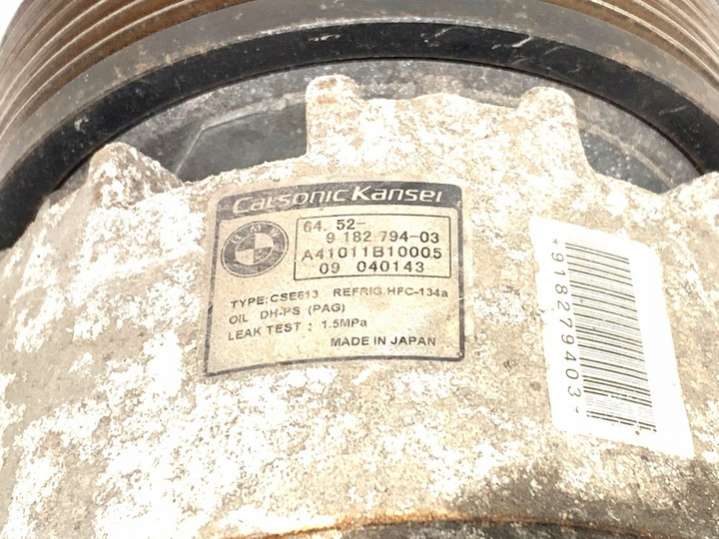 CalsonicKansei
BMW
64. 52-
9 182 794-03
A41011B10005
09 040143
TYPE:CSE613 REFRIG.HFC-134a
OIL DH-PS (PAG)
LEAK TEST : 1.5MPa
MADE IN JAPAN
*918279403*